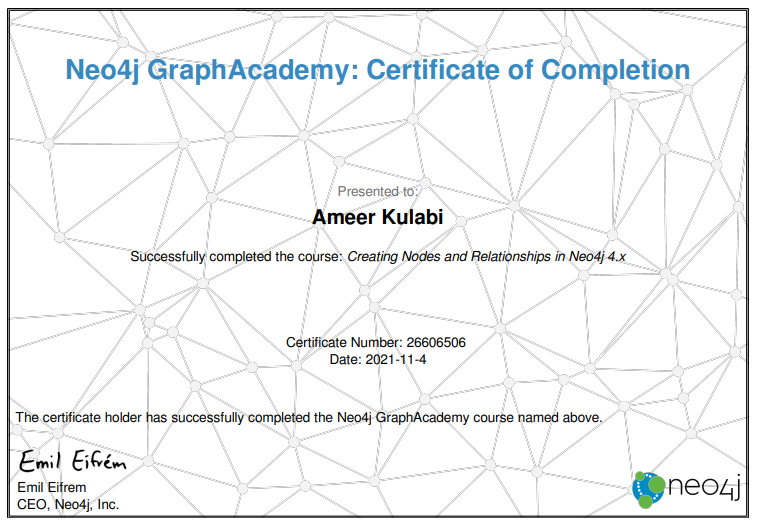 Neo4j GraphAcademy: Certificate of Completion
Presented to:
Ameer Kulabi
Successfully completed the course: Creating Nodes and Relationships in Neo4j 4.x
Certificate Number: 26606506
Date: 2021-11-4
The certificate holder has successfully completed the Neo4j GraphAcademy course named above.
Emil Eifrém
Emil Eifrem
CEO, Neo4j, Inc.
neo4j